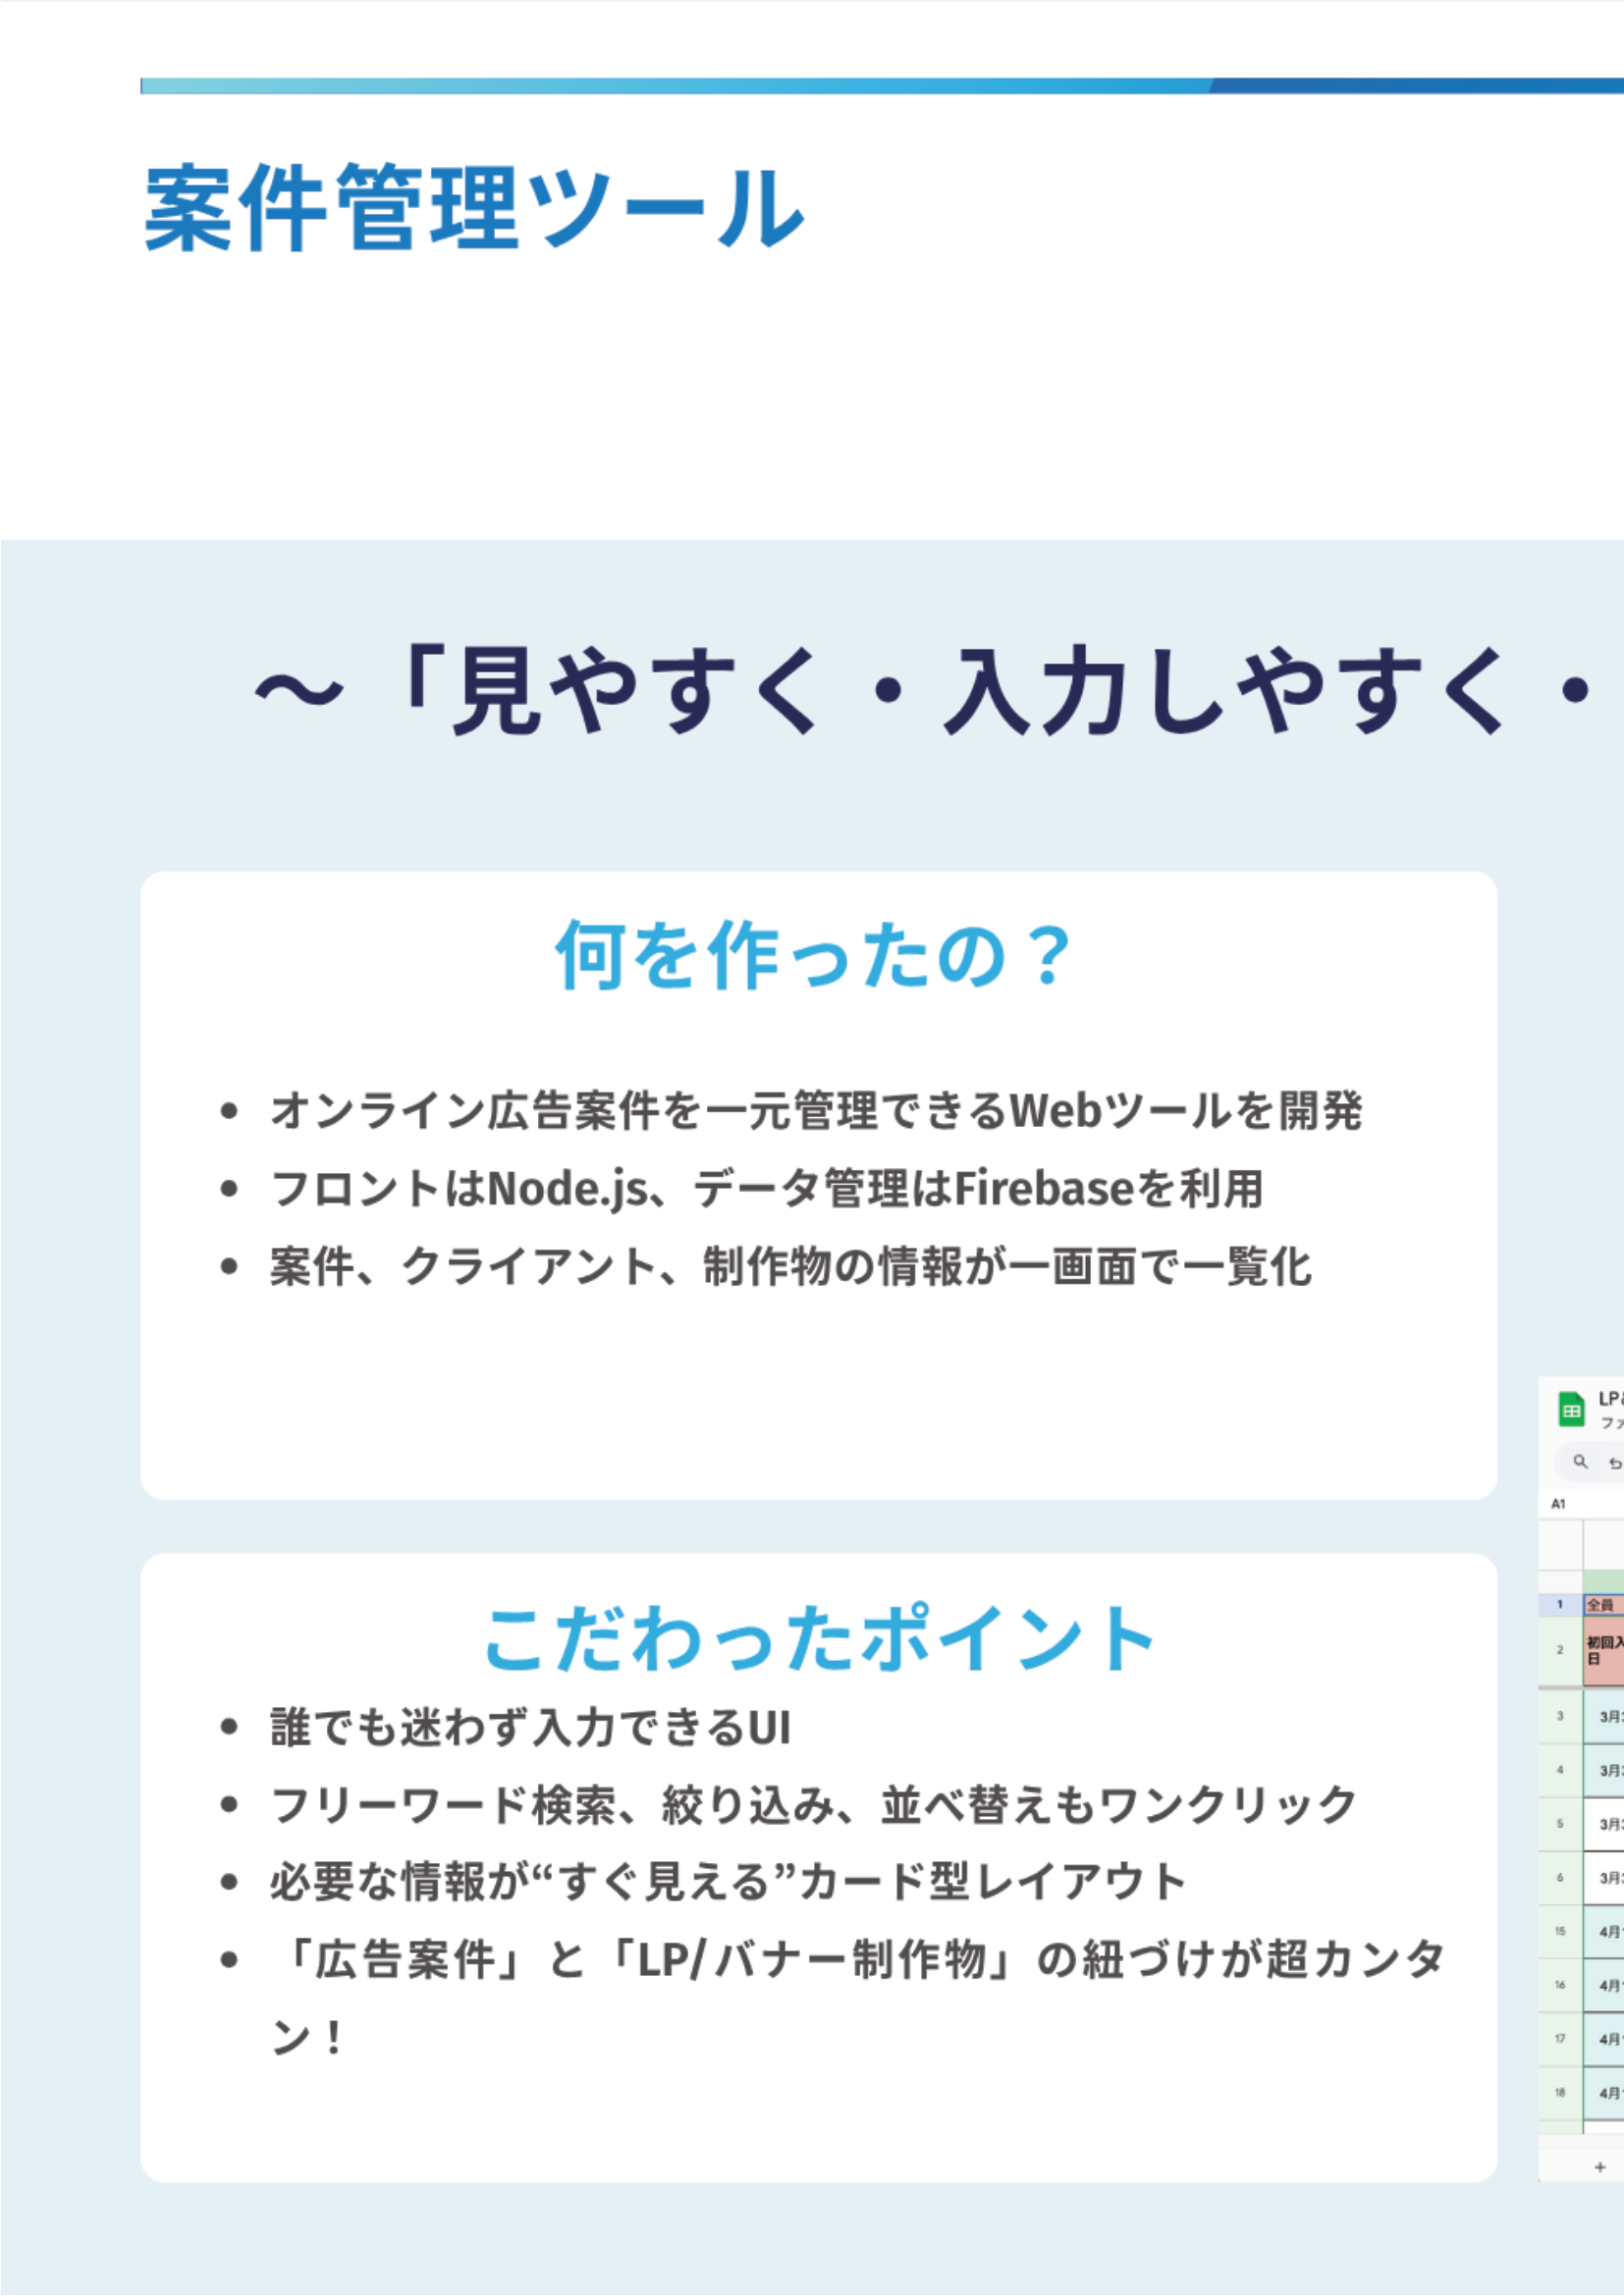 案件管理ツール
～「見やすく・入力しやすく・
何を作ったの？
• オンライン広告案件を一元管理できるWebツールを開発
• フロントはNode.js、データ管理はFirebaseを利用
• 案件、クライアント、制作物の情報が一画面で一覧化
こだわったポイント
• 誰でも迷わず入力できるUI
• フリーワード検索、絞り込み、並べ替えもワンクリック
• 必要な情報が“すぐ見える”カード型レイアウト
• 「広告案件」と「LP/バナー制作物」の紐づけが超カンタ
ン！
LP
ファ
A1
1 全員
2 初回入
日
3 3月
4 3月
5 3月
6 3月
15 4月
16 4月
17 4月
18 4月
+